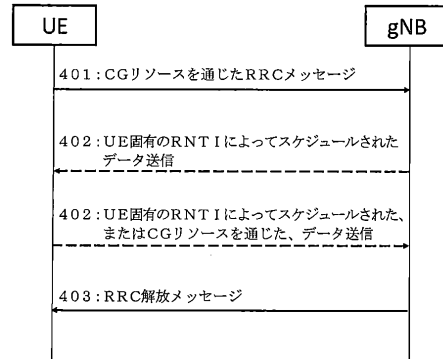 UE
gNB
401:CGリソースを通じたRRCメッセージ
402:UE固有のRNTIによってスケジュールされた
データ送信
402:UE固有のRNTIによってスケジュールされた、
またはCGリソースを通じた、データ送信
403:RRC解放メッセージ